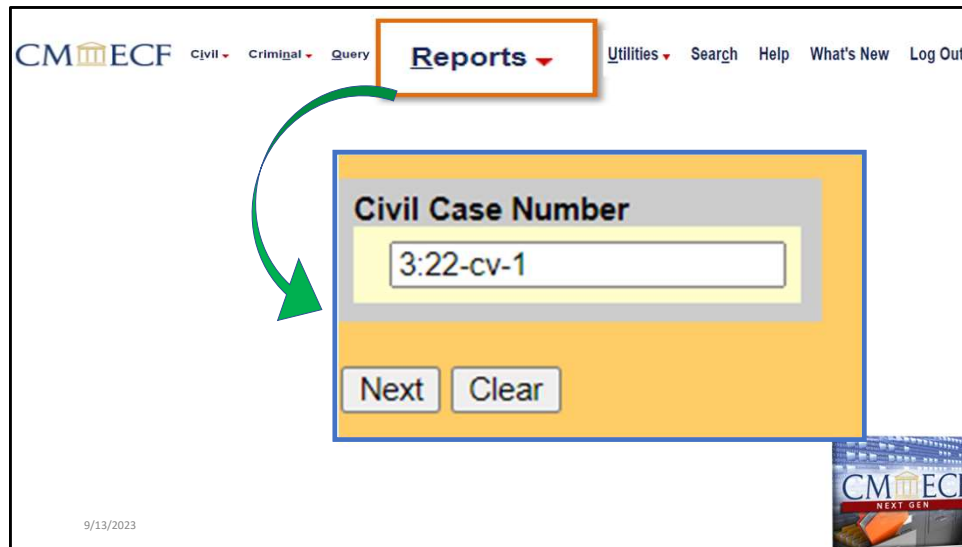 CM ECF Civil Criminal Query Reports Utilities Search Help What's New Log Out
Civil Case Number
3:22-cv-1
Next Clear
CM ECF
NEXT GEN
9/13/2023